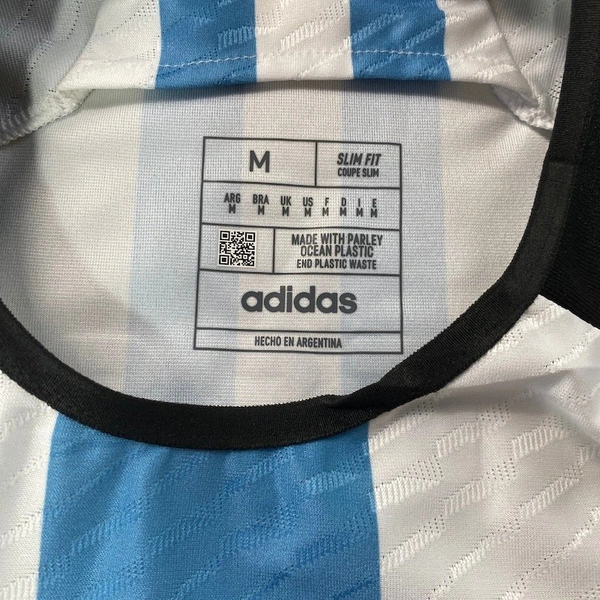 M
SLIM FIT
COUPE SLIM
ARG BRA UK US F D I E
M M M M M M M M
MADE WITH PARLEY
OCEAN PLASTIC
END PLASTIC WASTE
adidas
HECHO EN ARGENTINA